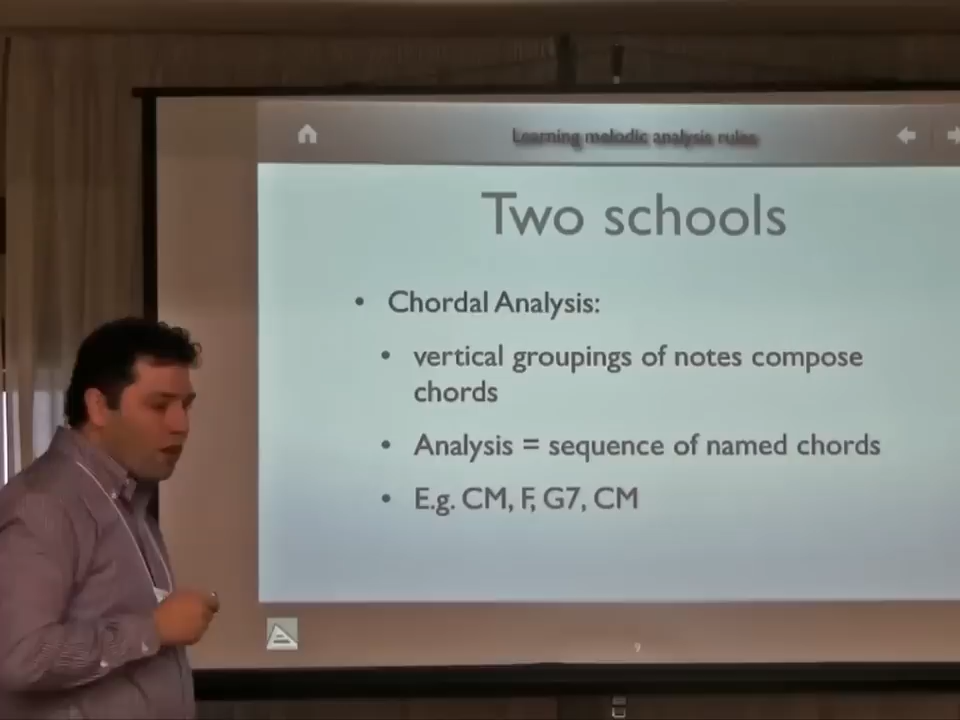 Learning melodic analysis rules
Two schools
• Chordal Analysis:
• vertical groupings of notes compose
chords
• Analysis = sequence of named chords
• E.g. CM, F, G7, CM
9